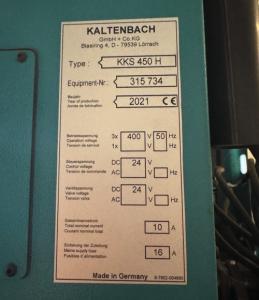 KALTENBACH
GmbH + Co.KG
Blasiring 4, D - 79539 Lörrach
Type : KKS 450 H
Equipment-Nr.: 315 734
Baujahr
Year of production
Année de fabrication
2021 CE
Betriebsspannung
Operation voltage
Tension de service
3x 400 V 50 Hz
1x V Hz
Steuerspannung
Control voltage
Tension de commande
DC 24 V
AC V Hz
Ventilspannung
Valve voltage
Tension valve
DC 24 V
AC V Hz
Gesamtnennstrom
Total nominal current
Courant nominal total
10 A
Sicherung der Zuleitung
Mains supply fuse
Fusibles d'alimentation
16 A
Made in Germany